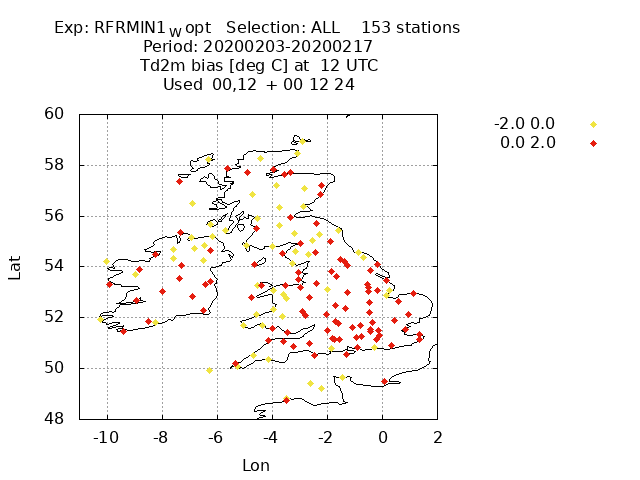 Exp: RFRMIN1_W opt Selection: ALL 153 stations
Period: 20200203-20200217
Td2m bias [deg C] at 12 UTC
Used 00,12 + 00 12 24
-2.0 0.0
0.0 2.0
60
58
56
54
52
50
48
Lat
-10 -8 -6 -4 -2 0 2
Lon